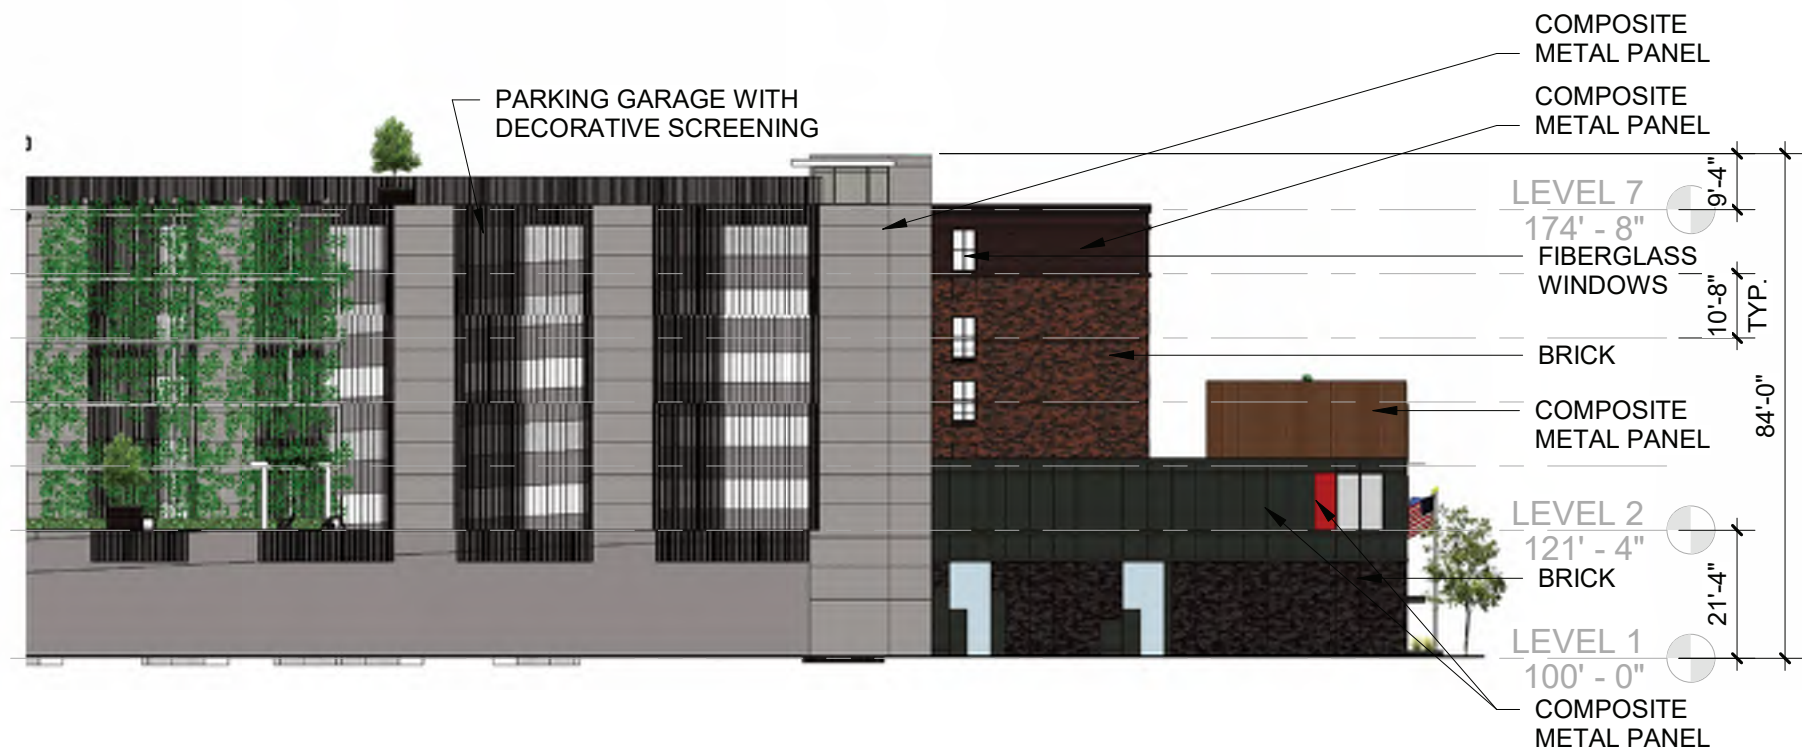 COMPOSITE
METAL PANEL
PARKING GARAGE WITH
DECORATIVE SCREENING
COMPOSITE
METAL PANEL
9'-4"
LEVEL 7
174' - 8"
FIBERGLASS
WINDOWS
10'-8"
TYP.
BRICK
COMPOSITE
METAL PANEL
84'-0"
LEVEL 2
121' - 4"
BRICK
21'-4"
LEVEL 1
100' - 0"
COMPOSITE
METAL PANEL